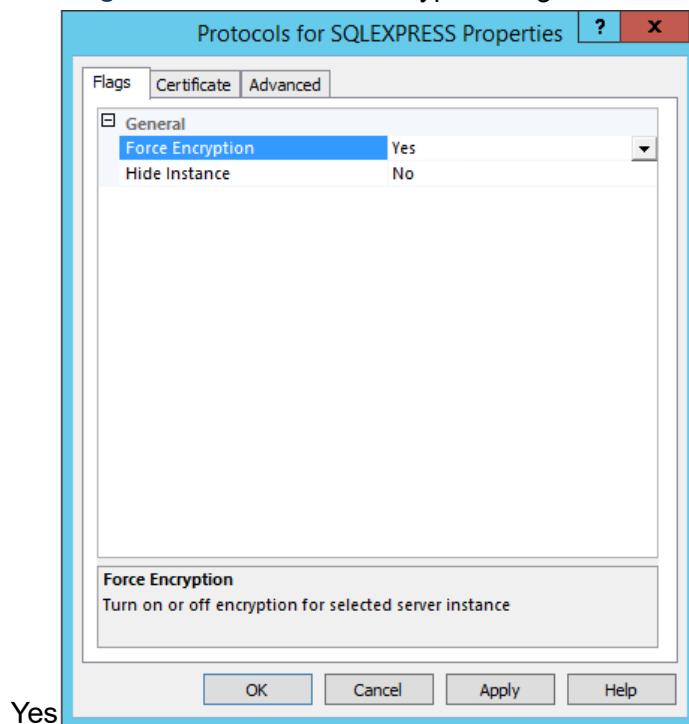 Protocols for SQLEXPRESS Properties ? x
Flags Certificate Advanced
General
Force Encryption Yes
Hide Instance No
Force Encryption
Turn on or off encryption for selected server instance
OK Cancel Apply Help
Yes